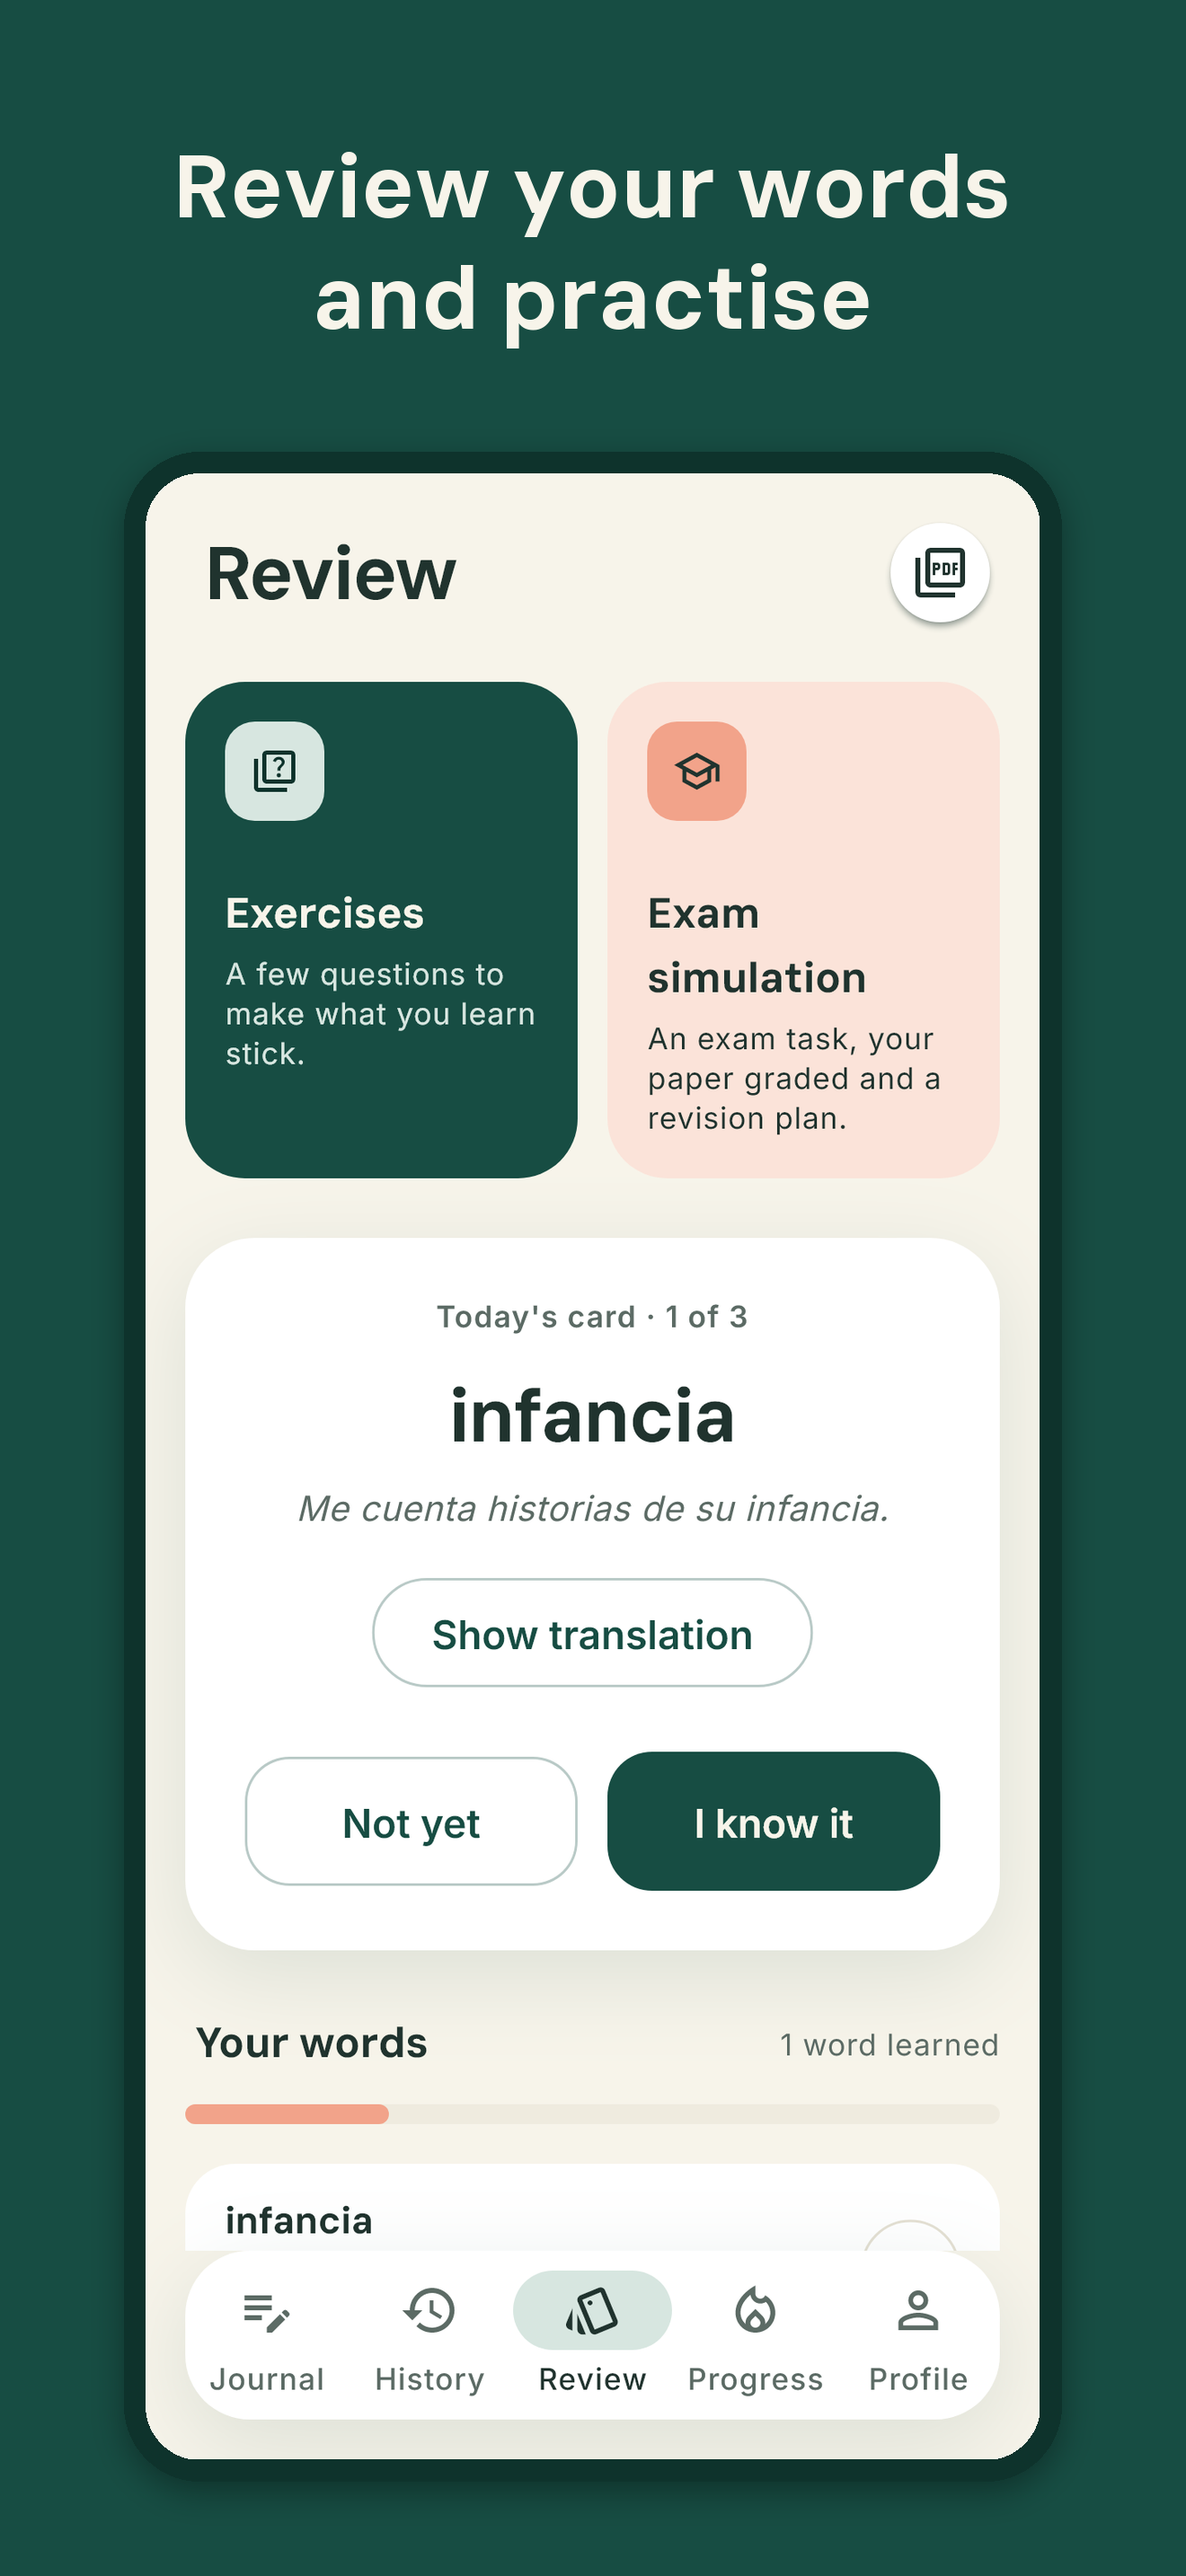 Review your words
and practise
Review
PDF
?
Exercises
A few questions to
make what you learn
stick.
Exam
simulation
An exam task, your
paper graded and a
revision plan.
Today's card · 1 of 3
infancia
Me cuenta historias de su infancia.
Show translation
Not yet
I know it
Your words
1 word learned
infancia
Journal
History
Review
Progress
Profile